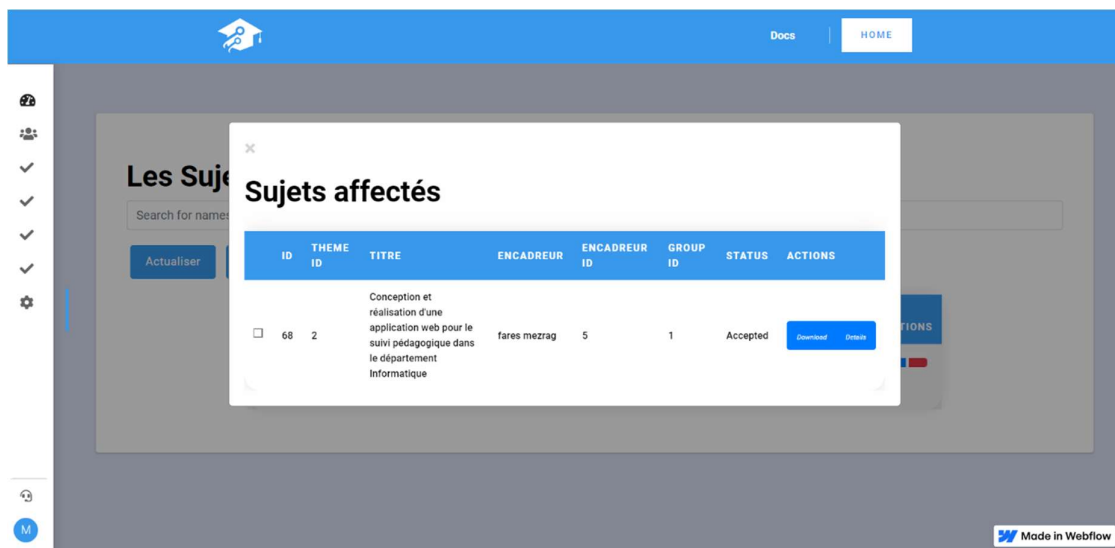 Docs
HOME
Les Suje
Search for names
Actualiser
TIONS
×
Sujets affectés
ID
THEME
ID
TITRE
ENCADREUR
ENCADREUR
ID
GROUP
ID
STATUS
ACTIONS
68
2
Conception et
réalisation d'une
application web pour le
suivi pédagogique dans
le département
Informatique
fares mezrag
5
1
Accepted
Download
Details
M
Made in Webflow